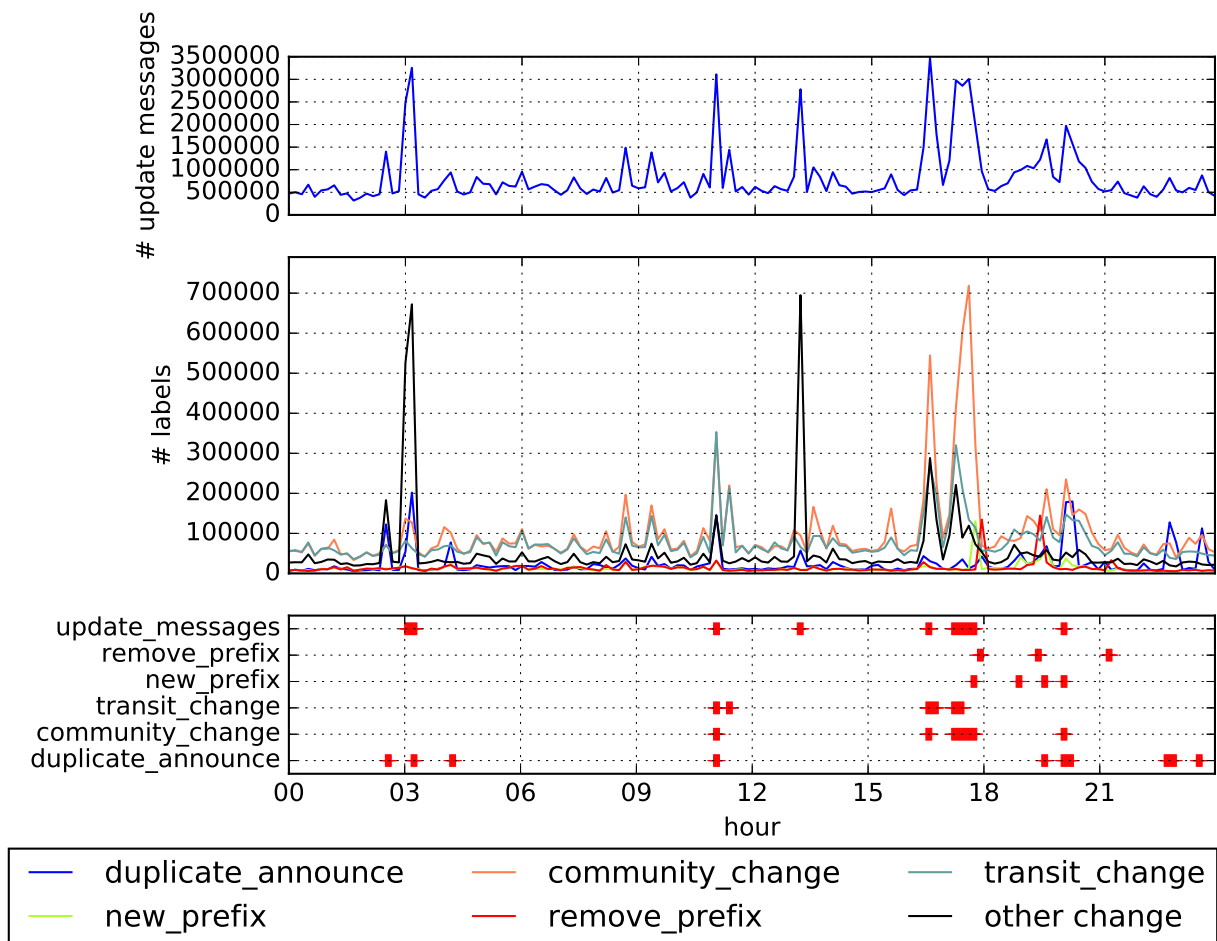 # update messages
3500000
3000000
2500000
2000000
1500000
1000000
500000
0
# labels
700000
600000
500000
400000
300000
200000
100000
0
update_messages
remove_prefix
new_prefix
transit_change
community_change
duplicate_announce
00 03 06 09 12 15 18 21
hour
duplicate_announce community_change transit_change
new_prefix remove_prefix other change